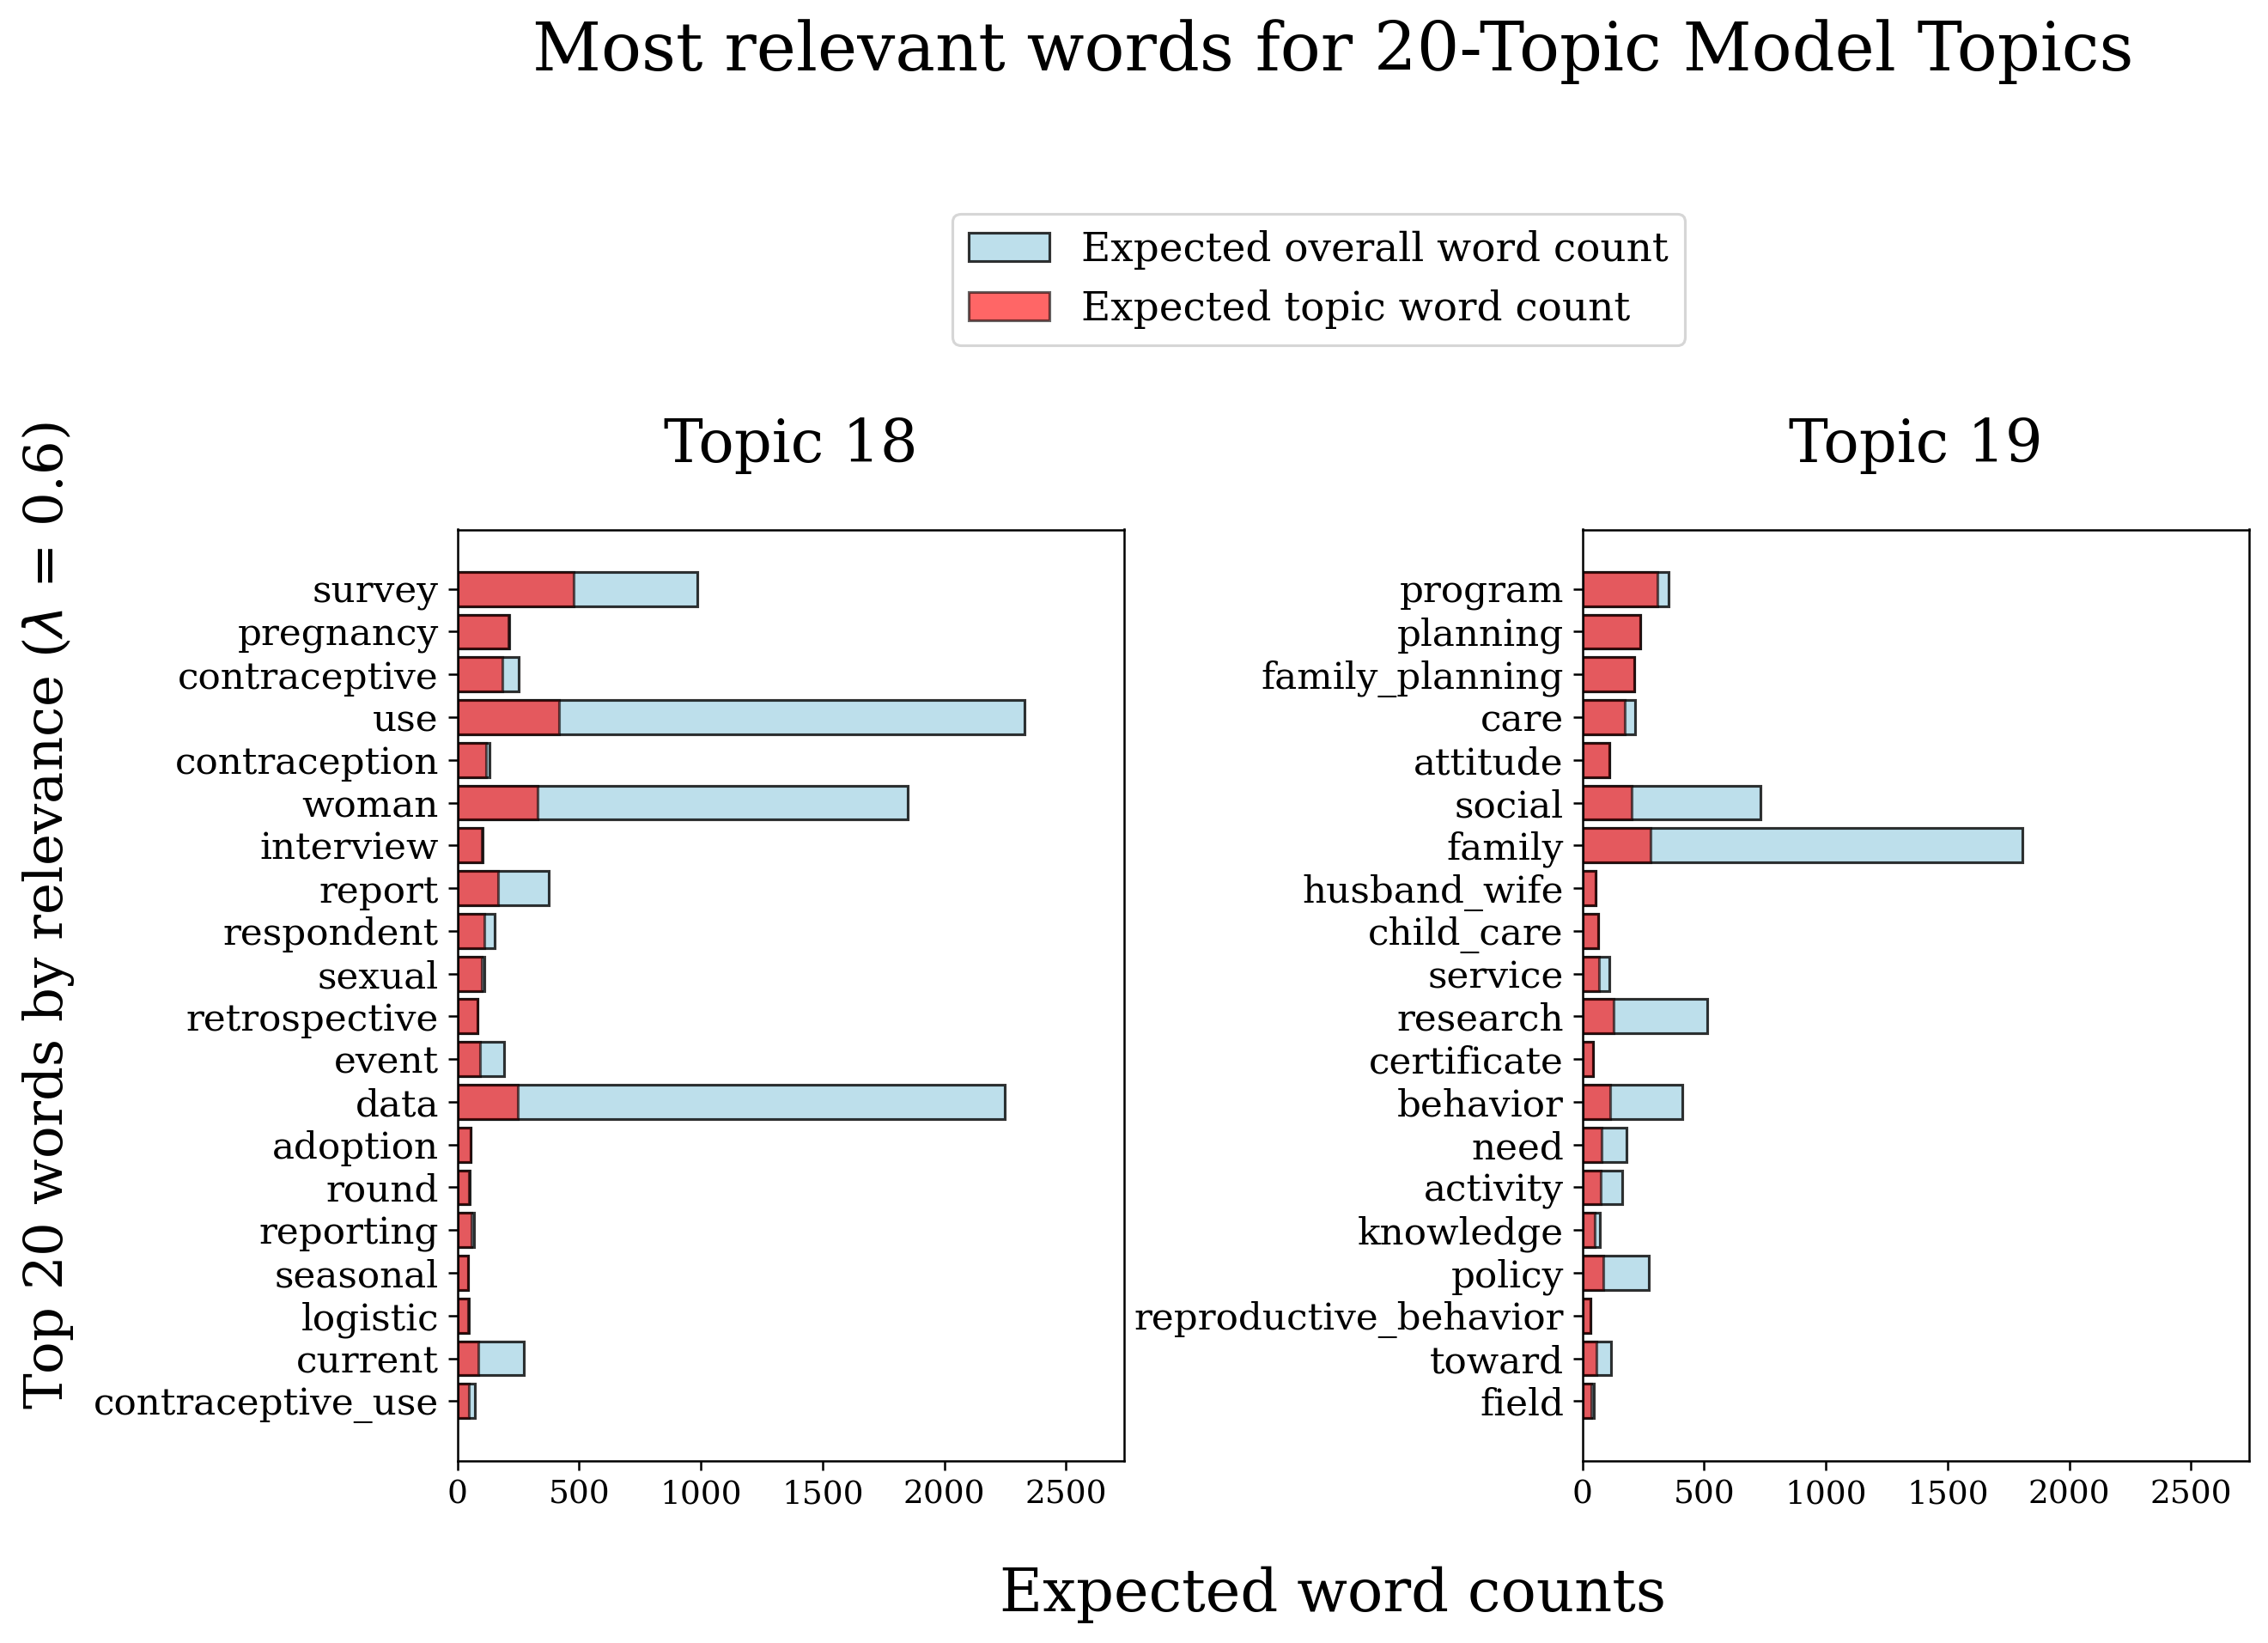 Most relevant words for 20-Topic Model Topics
Expected overall word count
Expected topic word count
Top 20 words by relevance (λ = 0.6)
Topic 18
survey
pregnancy
contraceptive
use
contraception
woman
interview
report
respondent
sexual
retrospective
event
data
adoption
round
reporting
seasonal
logistic
current
contraceptive_use
0 500 1000 1500 2000 2500
Topic 19
program
planning
family_planning
care
attitude
social
family
husband_wife
child_care
service
research
certificate
behavior
need
activity
knowledge
policy
reproductive_behavior
toward
field
0 500 1000 1500 2000 2500
Expected word counts